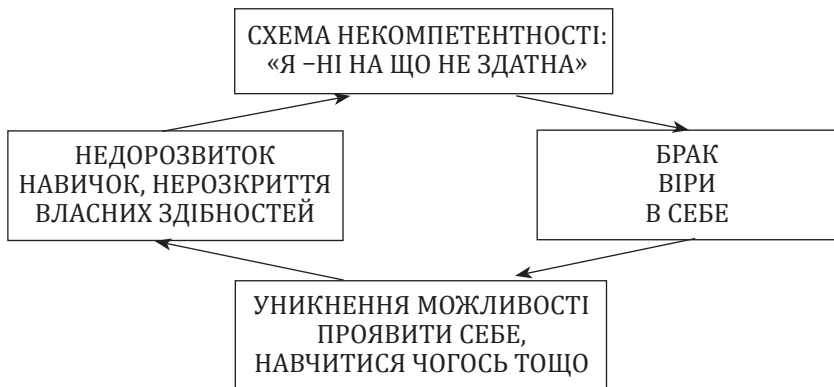 СХЕМА НЕКОМПЕТЕНТНОСТІ:
«Я –НІ НА ЩО НЕ ЗДАТНА»
НЕДОРОЗВИТОК
НАВИЧОК, НЕРОЗКРИТТЯ
ВЛАСНИХ ЗДІБНОСТЕЙ
БРАК
ВІРИ
В СЕБЕ
УНИКНЕННЯ МОЖЛИВОСТІ
ПРОЯВИТИ СЕБЕ,
НАВЧИТИСЯ ЧОГОСЬ ТОЩО